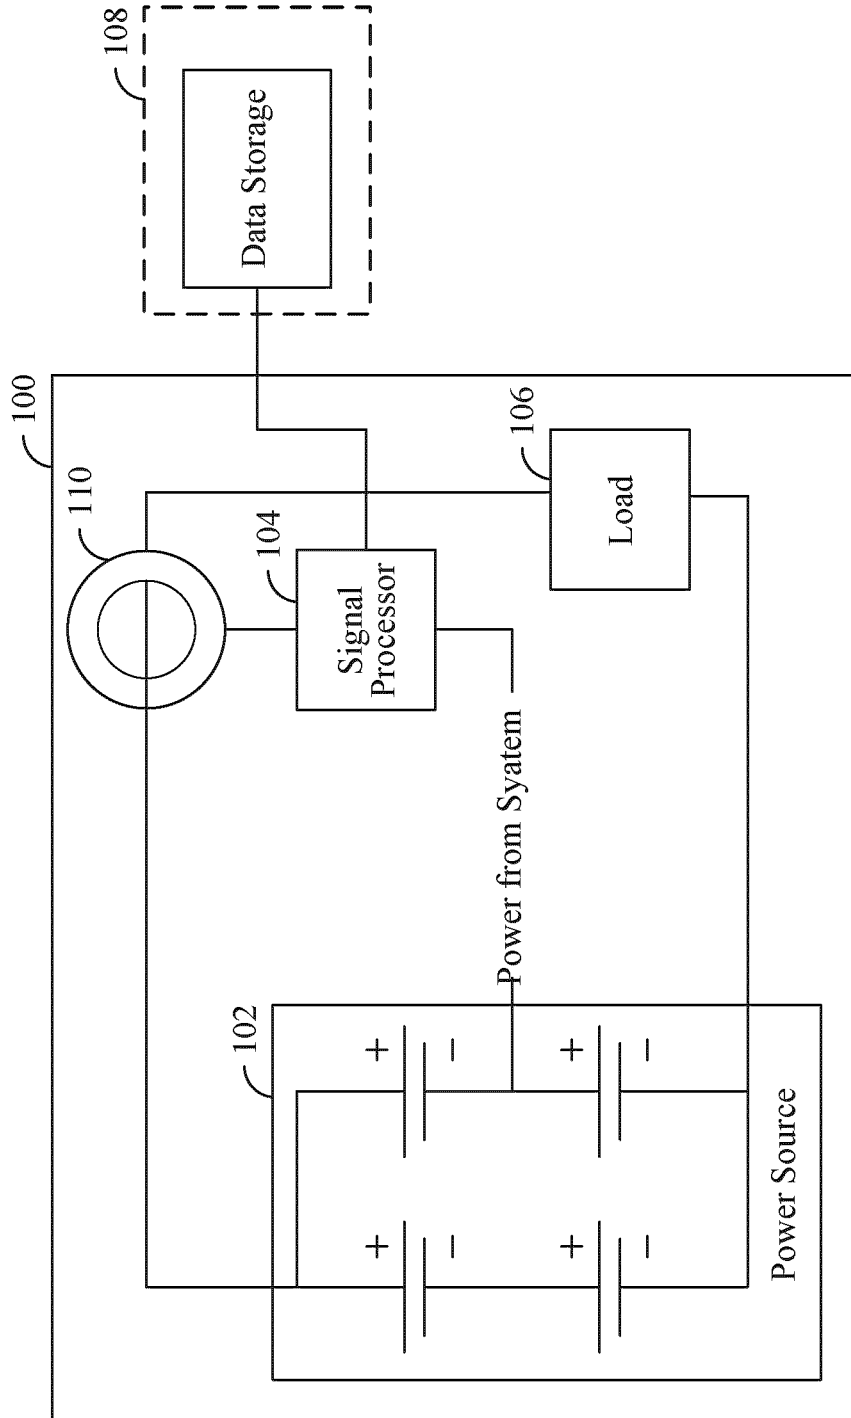 108
Data Storage
100
110
104
Signal
Processor
106
Load
Power from Syatem
102
+
−
+
−
+
−
+
−
Power Source